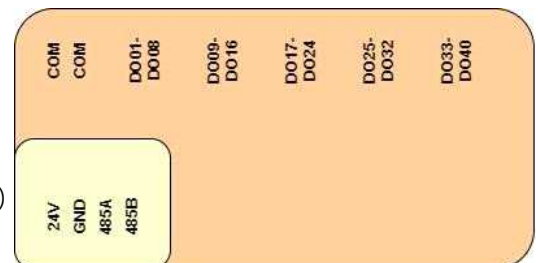 COM
COM
DO01-
DO08
DO09-
DO16
DO17-
DO24
DO25-
DO32
DO33-
DO40
24V
GND
485A
485B
)